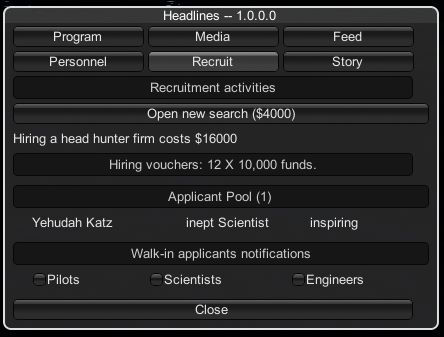 Headlines -- 1.0.0.0
Program Media Feed
Personnel Recruit Story
Recruitment activities
Open new search ($4000)
Hiring a head hunter firm costs $16000
Hiring vouchers: 12 X 10,000 funds.
Applicant Pool (1)
Yehudah Katz inept Scientist inspiring
Walk-in applicants notifications
Pilots Scientists Engineers
Close